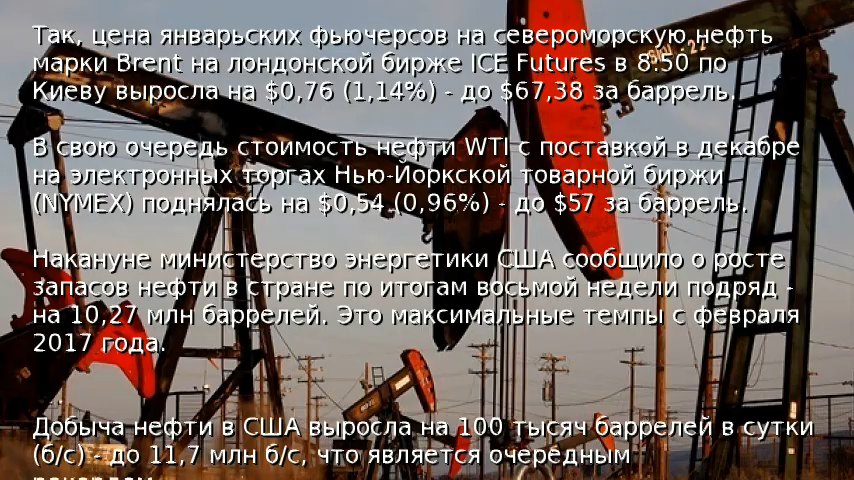 Так, цена январьских фьючерсов на североморскую нефть
марки Brent на лондонской бирже ICE Futures в 8:50 по
Киеву выросла на $0,76 (1,14%) - до $67,38 за баррель.
В свою очередь стоимость нефти WTI с поставкой в декабре
на электронных торгах Нью-Йоркской товарной биржи
(NYMEX) поднялась на $0,54 (0,96%) - до $57 за баррель.
Накануне министерство энергетики США сообщило о росте
запасов нефти в стране по итогам восьмой недели подряд -
на 10,27 млн баррелей. Это максимальные темпы с февраля
2017 года.
Добыча нефти в США выросла на 100 тысяч баррелей в сутки
(б/с) - до 11,7 млн б/с, что является очередным